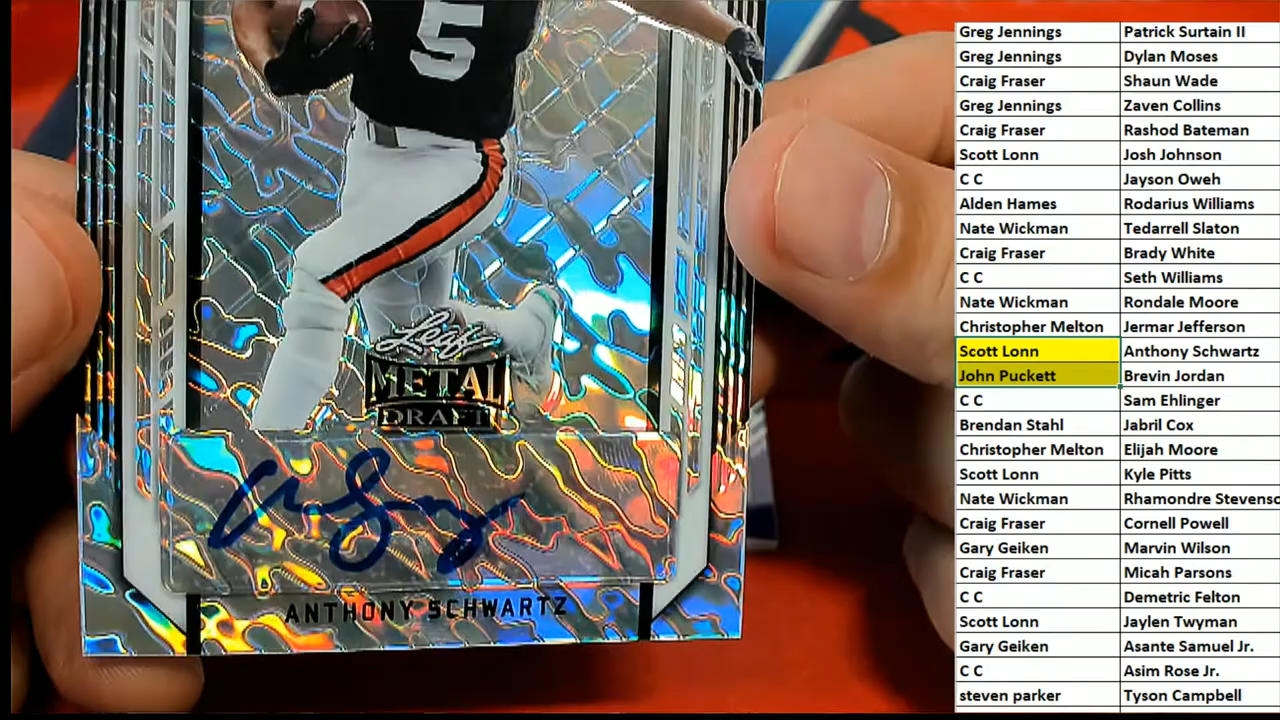 5
Leaf
METAL
DRAFT
ANTHONY SCHWARTZ
Greg Jennings Patrick Surtain II
Greg Jennings Dylan Moses
Craig Fraser Shaun Wade
Greg Jennings Zaven Collins
Craig Fraser Rashod Bateman
Scott Lonn Josh Johnson
C C Jayson Oweh
Alden Hames Rodarius Williams
Nate Wickman Tedarrell Slaton
Craig Fraser Brady White
C C Seth Williams
Nate Wickman Rondale Moore
Christopher Melton Jermar Jefferson
Scott Lonn Anthony Schwartz
John Puckett Brevin Jordan
C C Sam Ehlinger
Brendan Stahl Jabril Cox
Christopher Melton Elijah Moore
Scott Lonn Kyle Pitts
Nate Wickman Rhamondre Stevenso
Craig Fraser Cornell Powell
Gary Geiken Marvin Wilson
Craig Fraser Micah Parsons
C C Demetric Felton
Scott Lonn Jaylen Twyman
Gary Geiken Asante Samuel Jr.
C C Asim Rose Jr.
steven parker Tyson Campbell